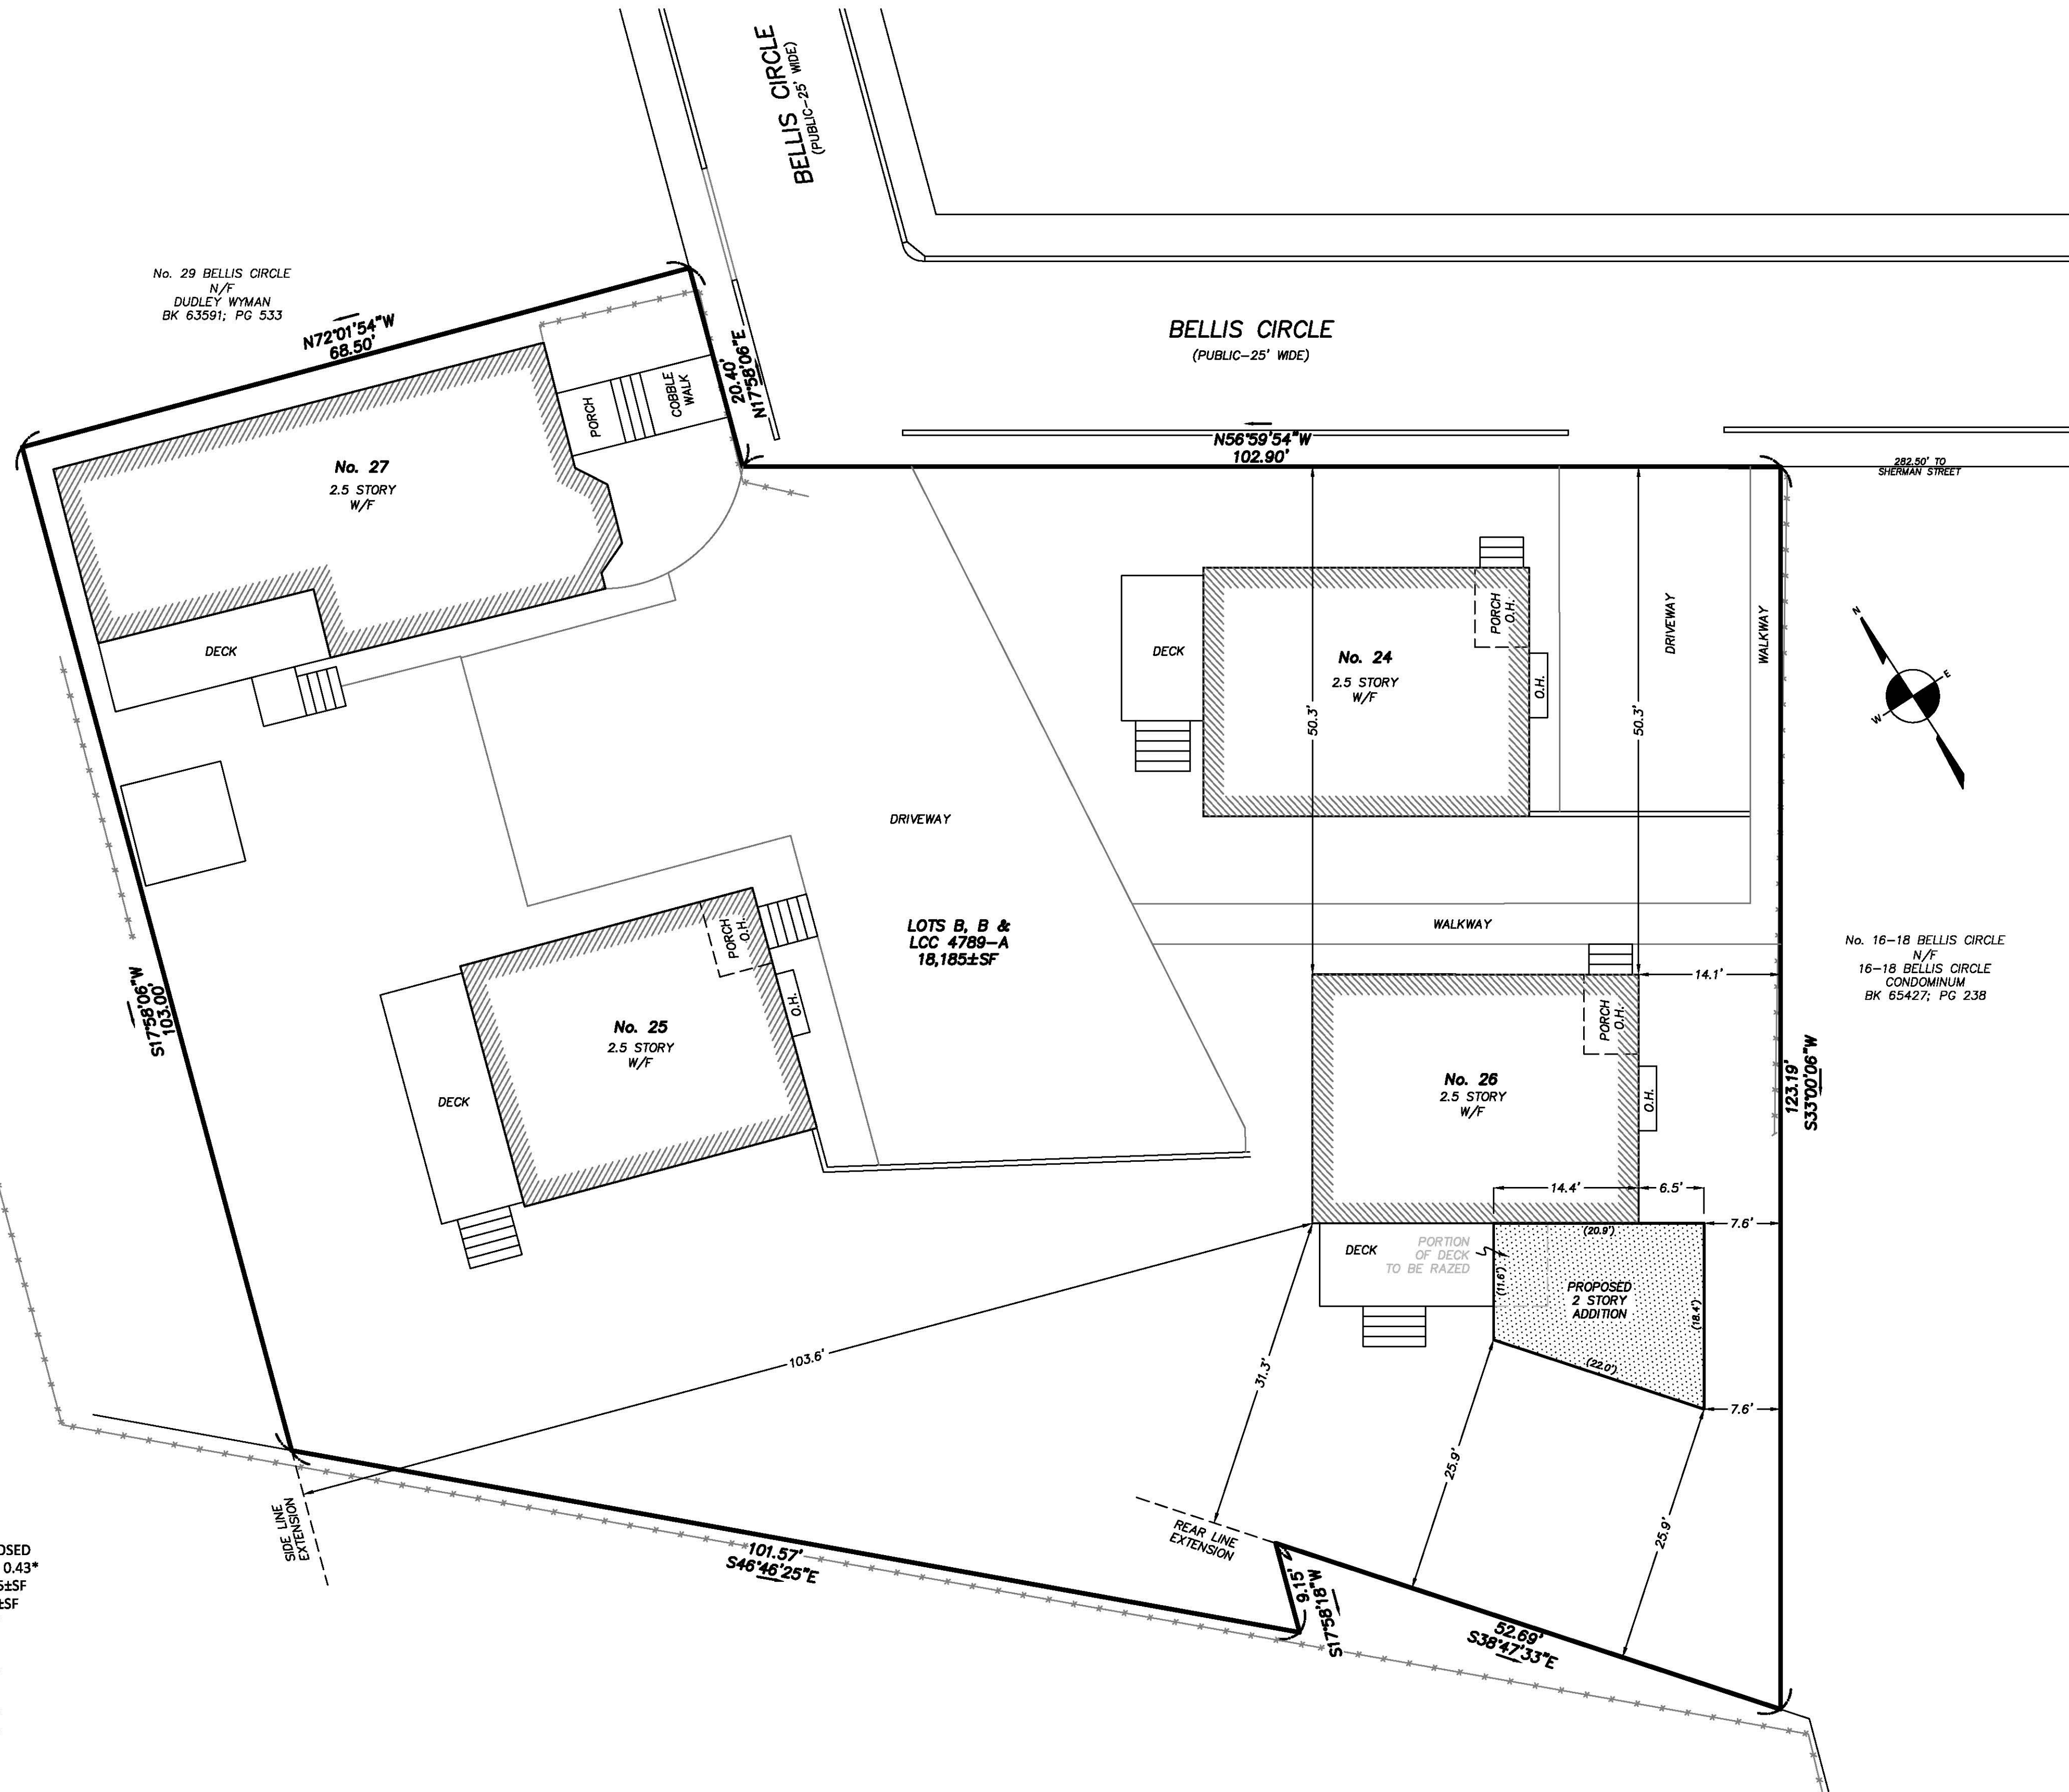 BELLIS CIRCLE
(PUBLIC-25' WIDE)
No. 29 BELLIS CIRCLE
N/F
DUDLEY WYMAN
BK 63591; PG 533
N72°01'54"W
68.50'
20.40'
N17°58'06"E
BELLIS CIRCLE
(PUBLIC-25' WIDE)
N56°59'54"W
102.90'
282.50' TO
SHERMAN STREET
No. 27
2.5 STORY
W/F
PORCH
COBBLE
WALK
DECK
DECK
No. 24
2.5 STORY
W/F
PORCH
O.H.
O.H.
50.3'
50.3'
DRIVEWAY
WALKWAY
N
E
W
DRIVEWAY
LOTS B, B &
LCC 4789-A
18,185±SF
WALKWAY
No. 16-18 BELLIS CIRCLE
N/F
16-18 BELLIS CIRCLE
CONDOMINUM
BK 65427; PG 238
S17°58'06"W
103.00'
No. 25
2.5 STORY
W/F
PORCH
O.H.
O.H.
DECK
14.1'
PORCH
O.H.
No. 26
2.5 STORY
W/F
O.H.
123.19'
S33°00'06"W
14.4'
6.5'
7.6'
(20.9')
DECK
PORTION
OF DECK
TO BE RAZED
(11.6')
PROPOSED
2 STORY
ADDITION
(18.4')
(22.0')
7.6'
103.6'
31.3'
25.9'
25.9'
SIDE LINE
EXTENSION
REAR LINE
EXTENSION
101.57'
S46°46'25"E
9.15'
S17°58'18"W
52.69'
S38°47'33"E
OSED
0.43*
5±SF
±SF